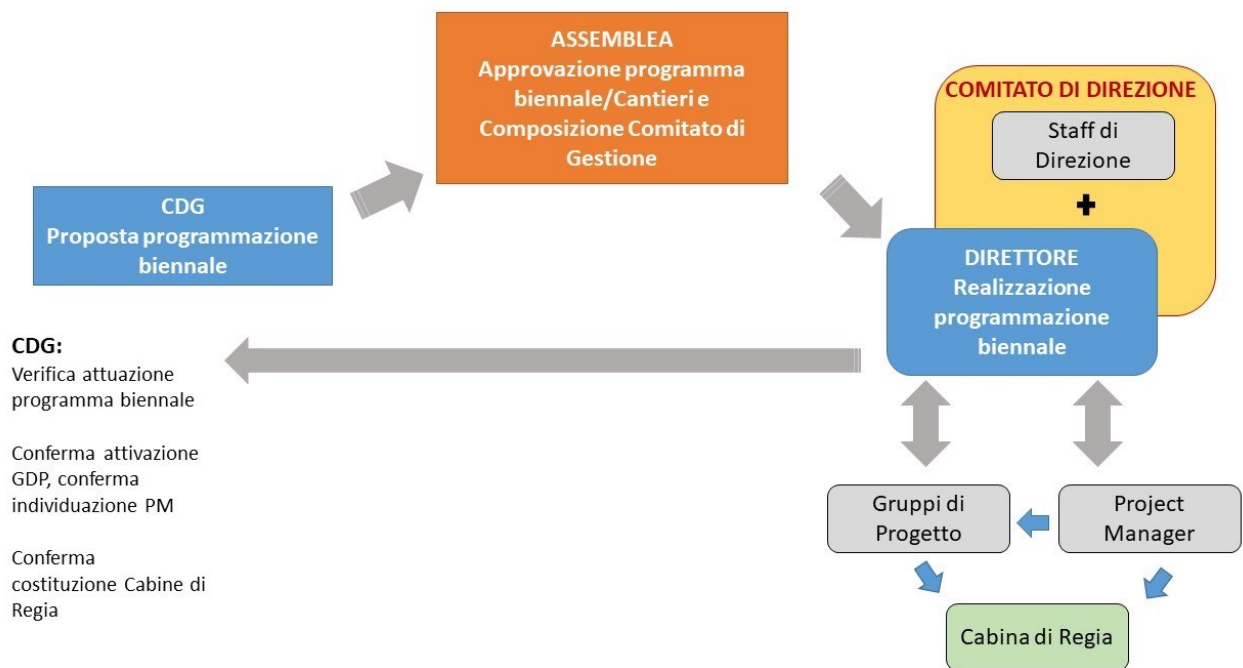 ASSEMBLEA
Approvazione programma
biennale/Cantieri e
Composizione Comitato di
Gestione
COMITATO DI DIREZIONE
Staff di
Direzione
+
CDG
Proposta programmazione
biennale
DIRETTORE
Realizzazione
programmazione
biennale
CDG:
Verifica attuazione
programma biennale
Conferma attivazione
GDP, conferma
individuazione PM
Conferma
costituzione Cabine di
Regia
Gruppi di
Progetto
Project
Manager
Cabina di Regia